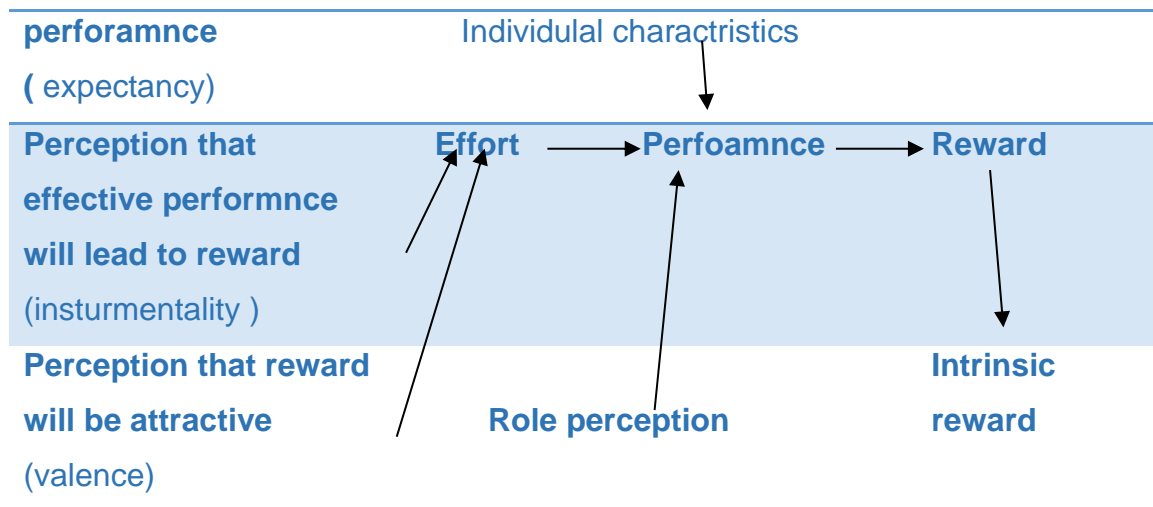 perforamnce
Individulal charactristics
( expectancy)
Perception that
effective performnce
will lead to reward
(insturmentality )
Effort
Perfoamnce
Reward
Perception that reward
will be attractive
(valence)
Role perception
Intrinsic
reward